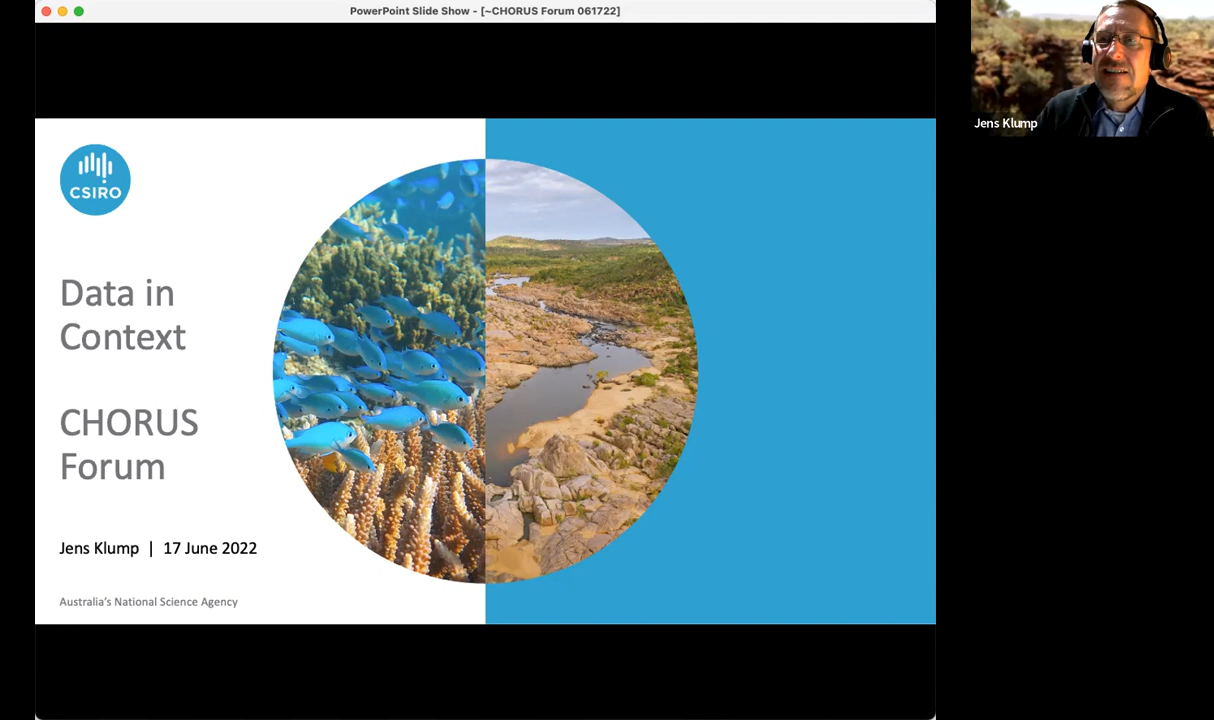 PowerPoint Slide Show - [~CHORUS Forum 061722]
Jens Klump
CSIRO
Data in
Context
CHORUS
Forum
Jens Klump | 17 June 2022
Australia's National Science Agency